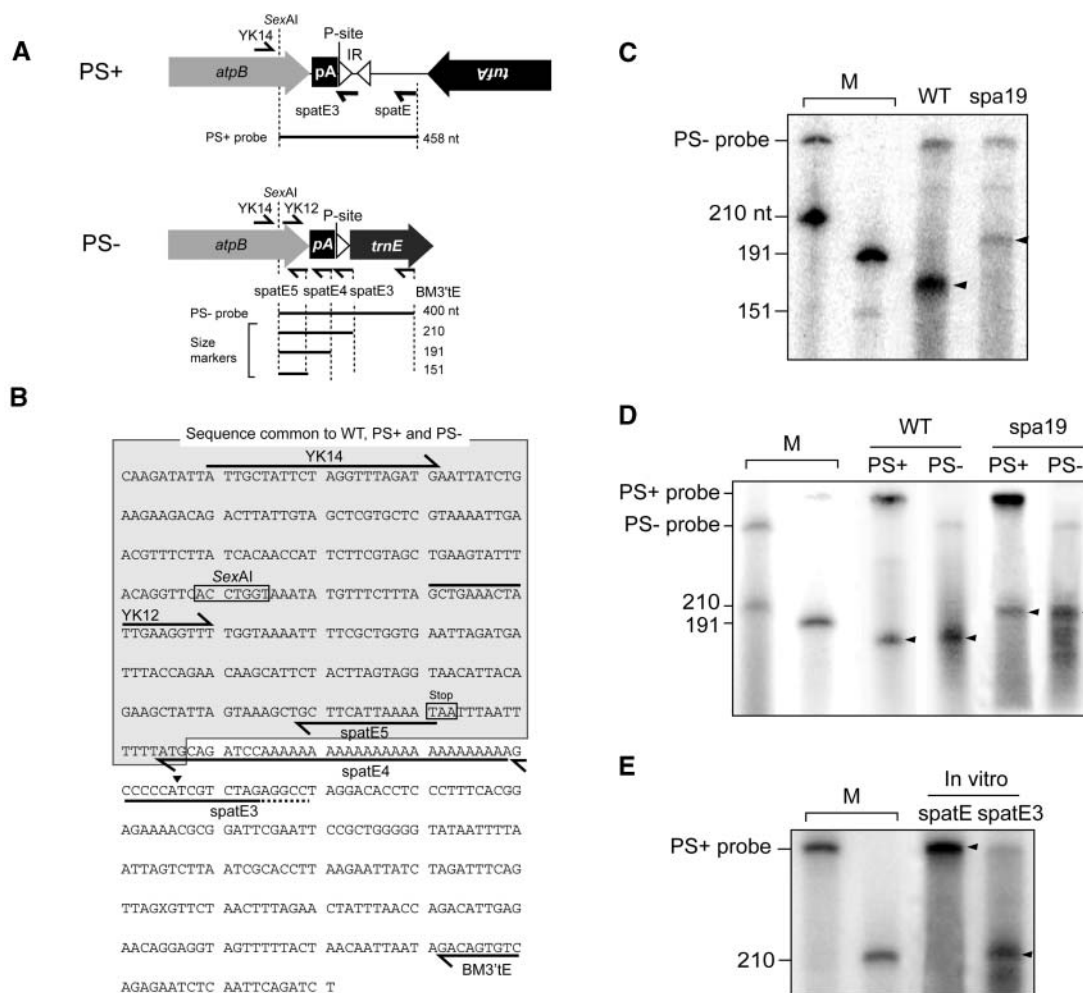 A
PS+
SexAI
YK14
P-site
IR
atpB
pA
tufA
spatE3
spatE
PS+ probe
458 nt
PS-
SexAI
YK14
YK12
P-site
atpB
pA
trnE
spatE5
spatE4
spatE3
BM3'tE
PS- probe
400 nt
Size markers
210
191
151
B
Sequence common to WT, PS+ and PS-
YK14
CAAGATATTA TTGCTATTCT AGGTTTAGAT GAATTATCTG
AAGAAGACAG ACTTATTGTA GCTCGTGCTC GTAAAATTGA
ACGTTTCTTA TCACAACCAT TCTTCGTAGC TGAAGTATTT
SexAI
ACAGGTTCAC CTGGTAAATA TGTTTCTTTA GCTGAAACTA
YK12
TTGAAGGTTT TGGTAAAATT TTCGCTGGTG AATTAGATGA
TTTACCAGAA CAAGCATTCT ACTTAGTAGG TAACATTACA
Stop
GAAGCTATTA GTAAAGCTGC TTCATTAAAA TAATTTAATT
spatE5
TTTTATGCAG ATCCAAAAAA AAAAAAAAAA AAAAAAAAAG
spatE4
CCCCCATCGT CTAGAGGCCT AGGACACCTC CCTTTCACGG
spatE3
AGAAAACGCG GATTCGAATT CCGCTGGGGG TATAATTTTA
ATTAGTCTTA ATCGCACCTT AAGAATATCC TAGATTTCAG
TTAGXGTTCT AACTTTAGAA CTATTTAACC AGACATTGAG
AACAGGAGGT AGTTTTTACT AACAATTAAT AGACAGTGTC
BM3'tE
AGAGAATCTC AATTCAGATC T
C
M
WT
spa19
PS- probe
210 nt
191
151
D
M
WT
spa19
PS+
PS-
PS+
PS-
PS+ probe
PS- probe
210
191
E
M
In vitro
spatE
spatE3
PS+ probe
210